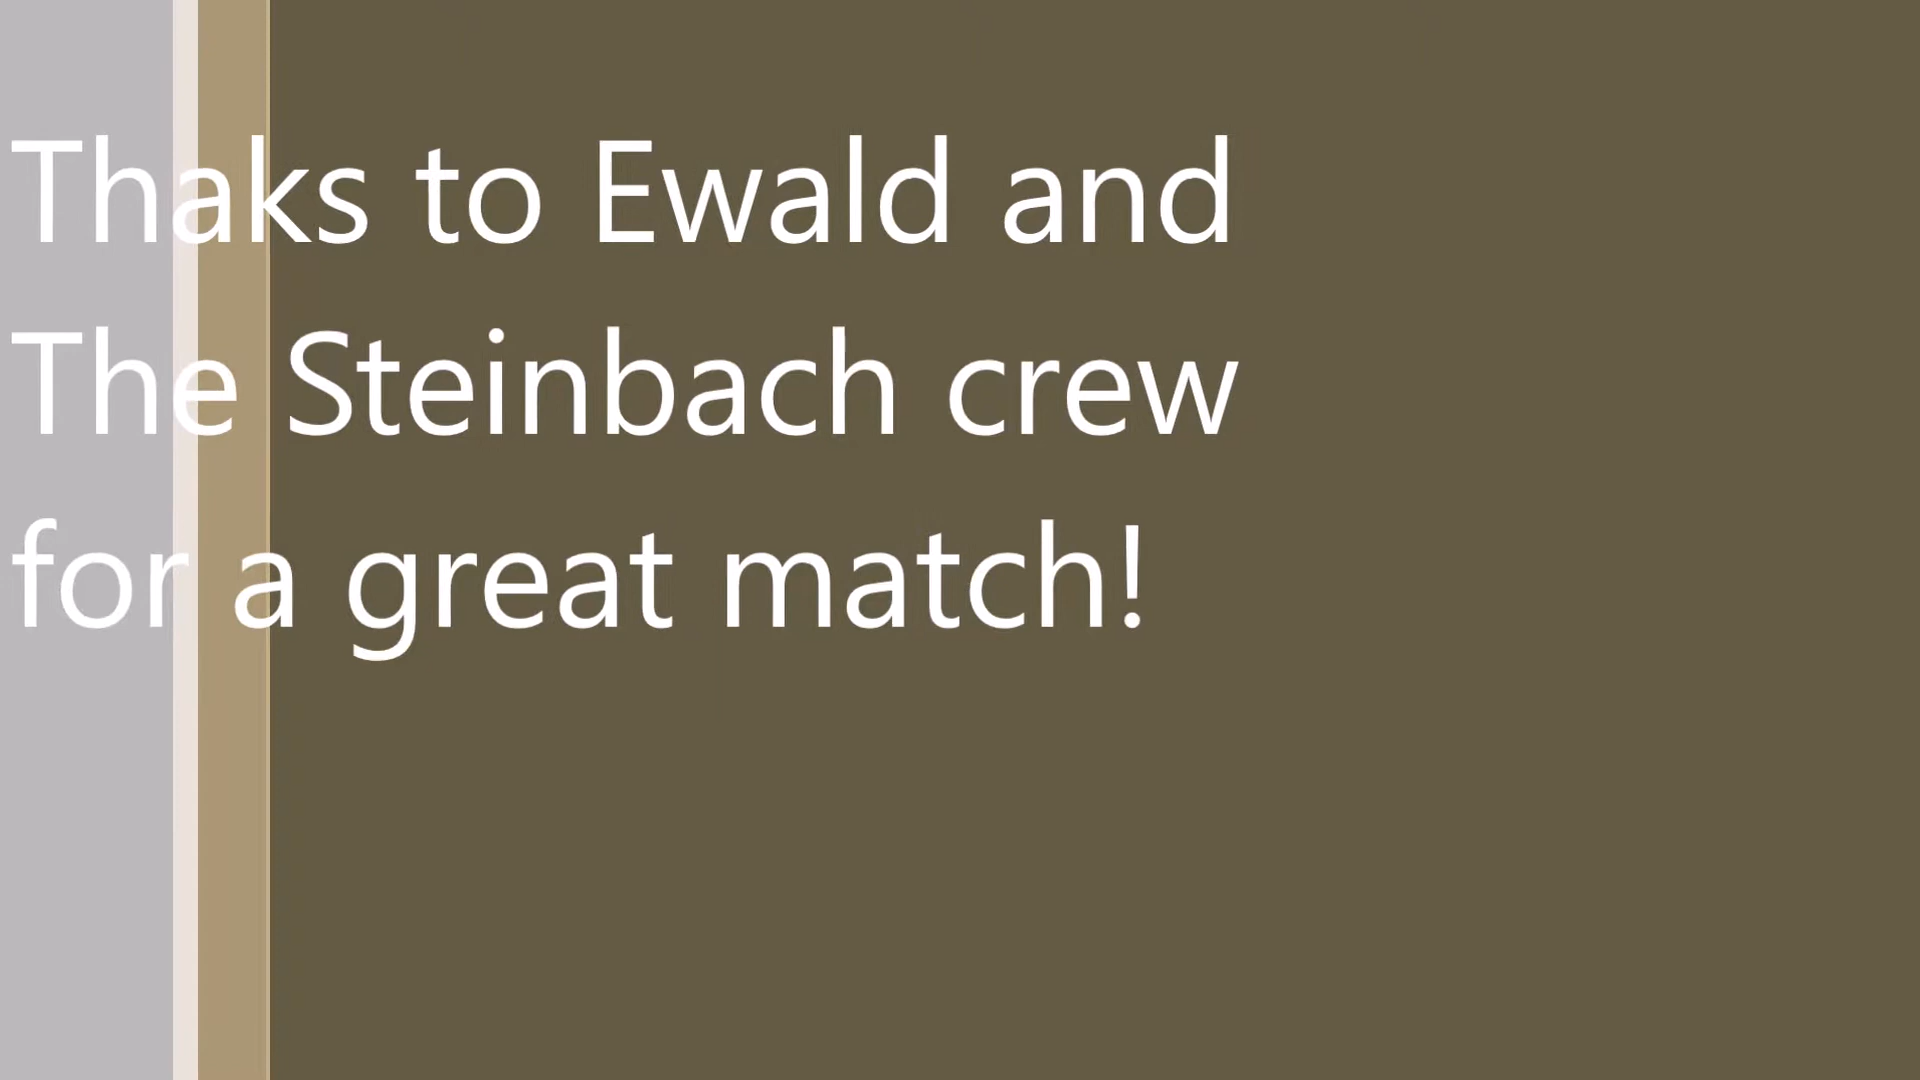 Thaks to Ewald and
The Steinbach crew
for a great match!